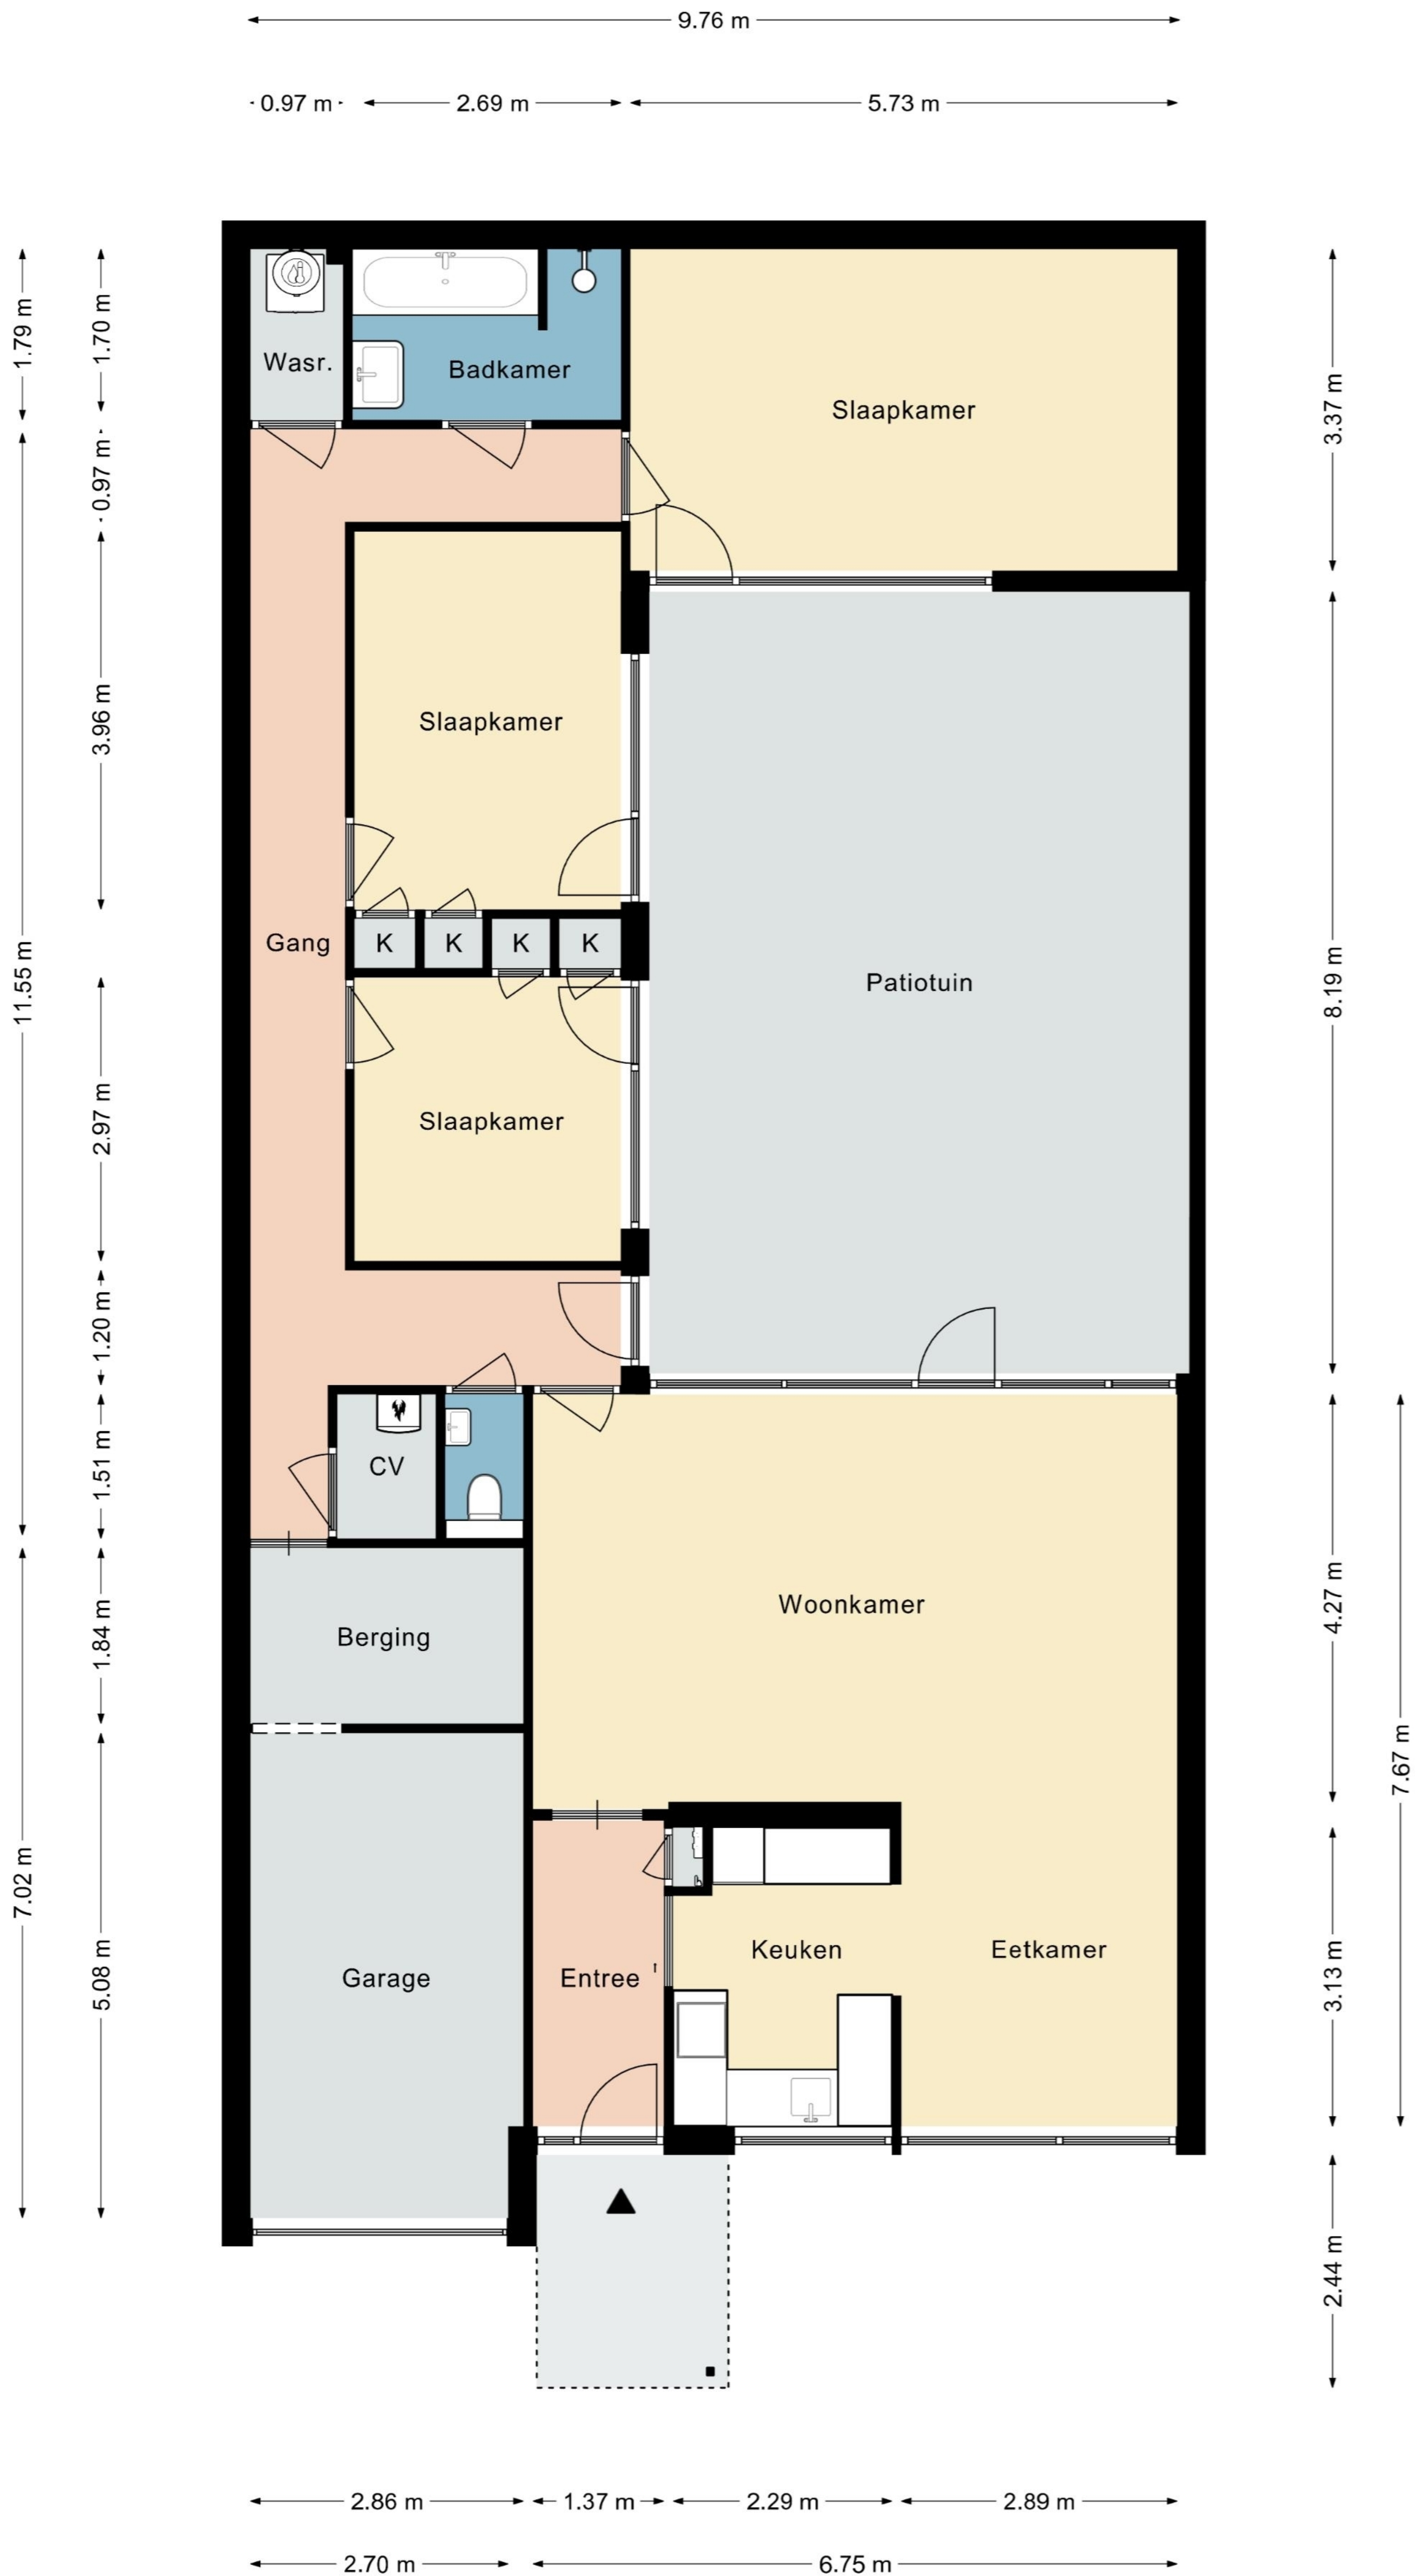 9.76 m
0.97 m
2.69 m
5.73 m
1.79 m
1.70 m
3.37 m
Wasr.
Badkamer
Slaapkamer
0.97 m
3.96 m
Slaapkamer
11.55 m
Gang
K
K
K
K
Patiotuin
8.19 m
2.97 m
Slaapkamer
1.20 m
1.51 m
CV
4.27 m
Woonkamer
1.84 m
Berging
7.67 m
7.02 m
5.08 m
Garage
Entree
Keuken
Eetkamer
3.13 m
2.44 m
2.86 m
1.37 m
2.29 m
2.89 m
2.70 m
6.75 m